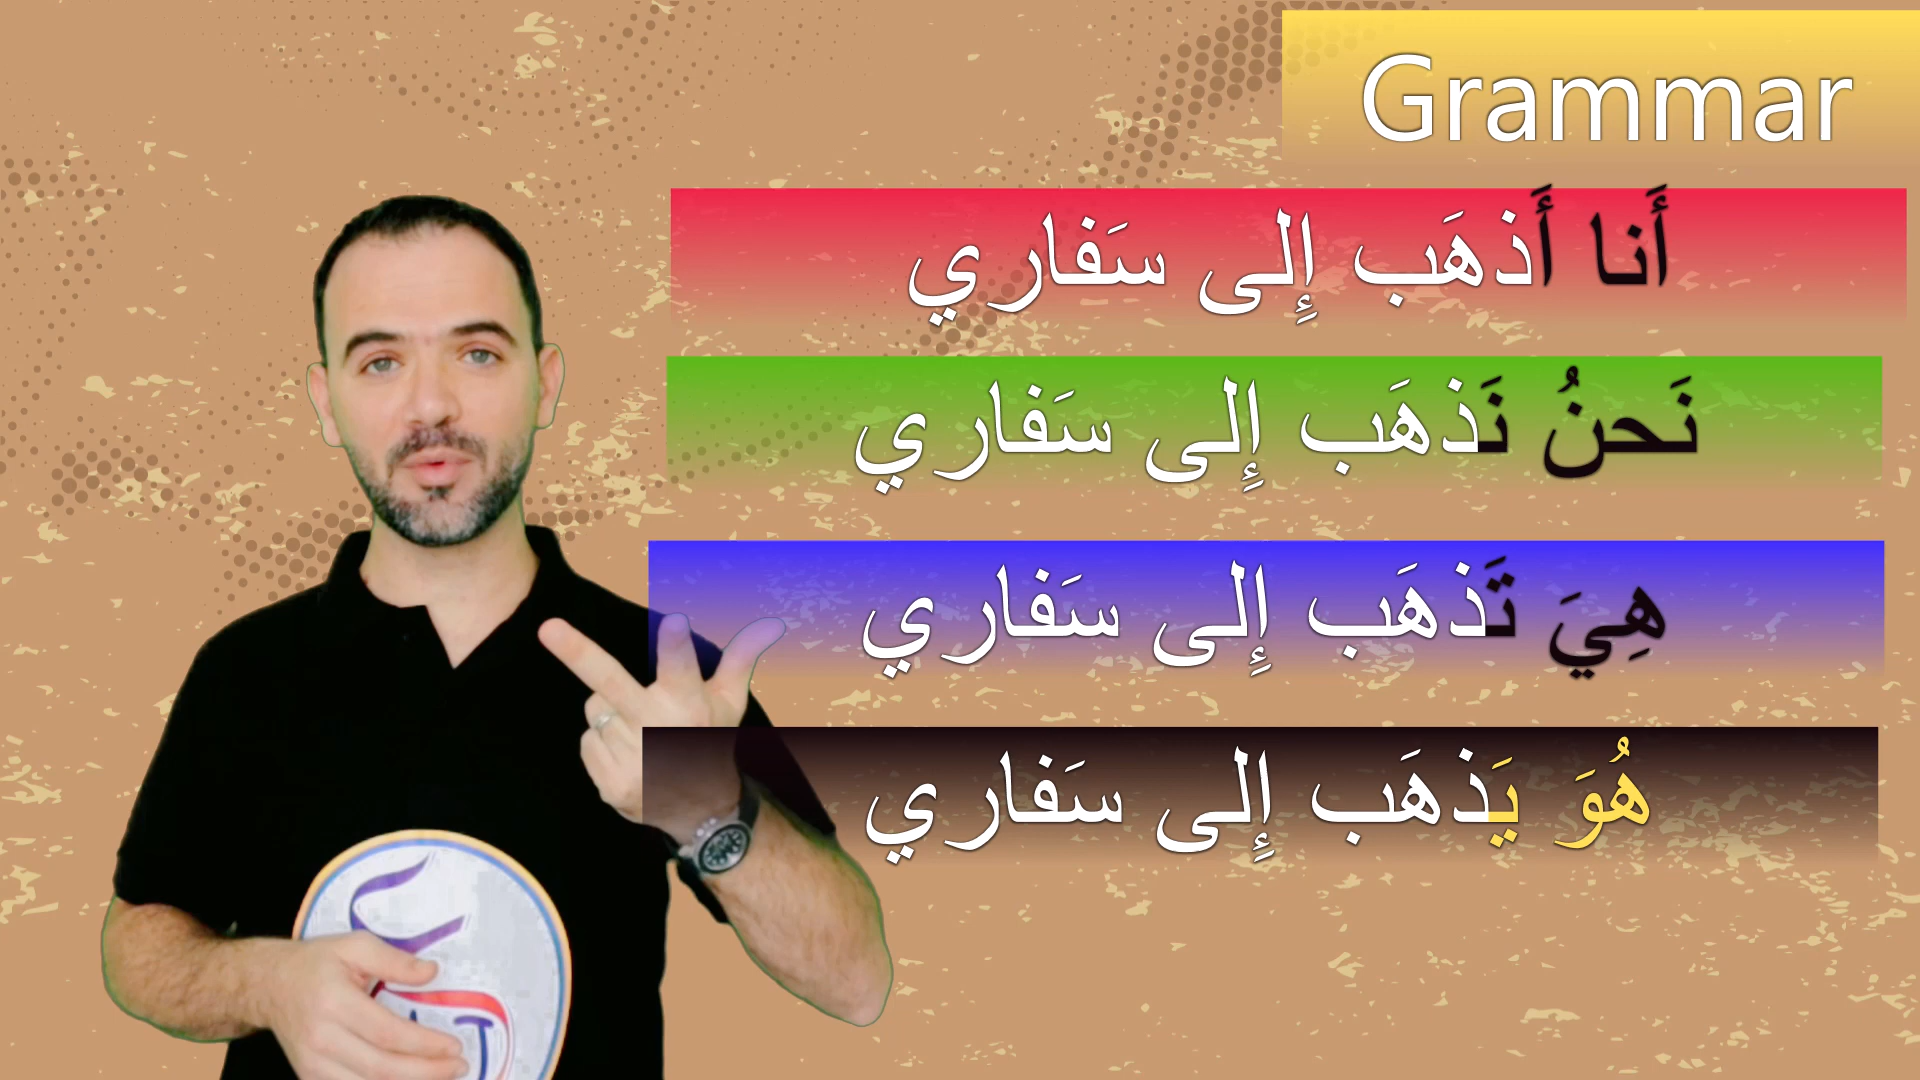 Grammar
أَنا أَذهَب إِلى سَفاري
نَحنُ نَذهَب إِلى سَفاري
هِيَ تَذهَب إِلى سَفاري
هُوَ يَذهَب إِلى سَفاري